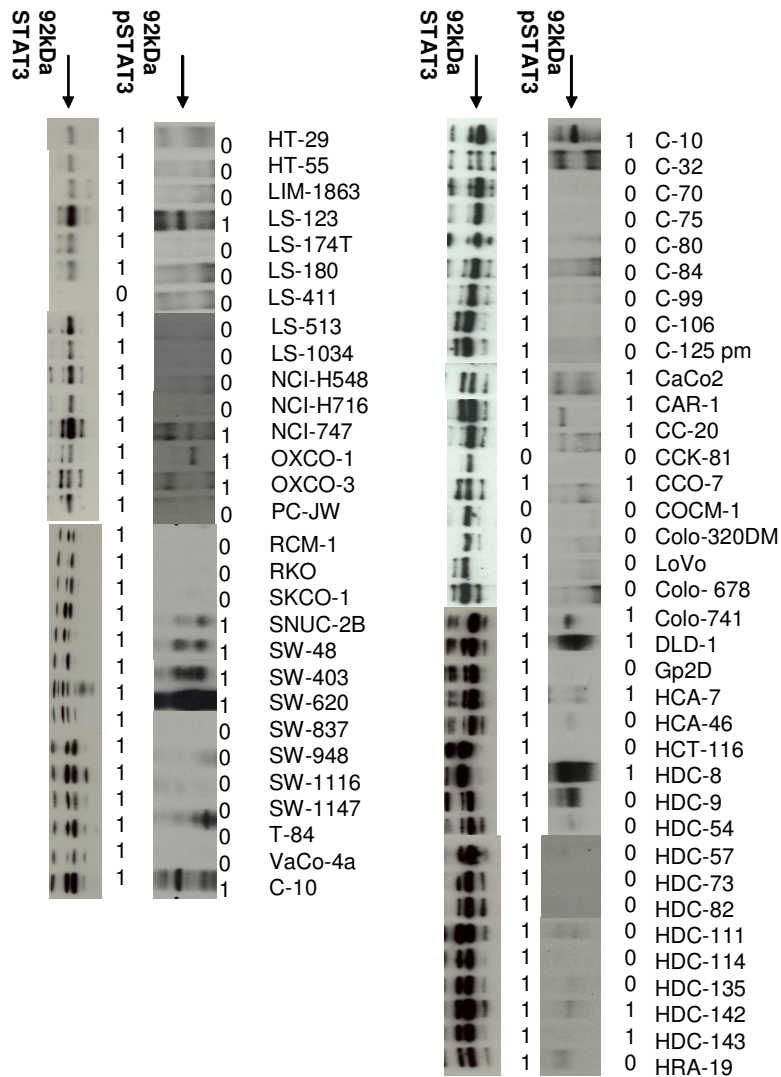 92kDa
STAT3
92kDa
pSTAT3
1 0 HT-29
1 0 HT-55
1 0 LIM-1863
1 1 LS-123
1 0 LS-174T
1 0 LS-180
0 0 LS-411
1 0 LS-513
1 0 LS-1034
1 0 NCI-H548
1 0 NCI-H716
1 1 NCI-747
1 1 OXCO-1
1 1 OXCO-3
1 0 PC-JW
1 0 RCM-1
1 0 RKO
1 0 SKCO-1
1 1 SNUC-2B
1 1 SW-48
1 1 SW-403
1 1 SW-620
1 0 SW-837
1 0 SW-948
1 0 SW-1116
1 0 SW-1147
1 0 T-84
1 0 VaCo-4a
1 1 C-10
92kDa
STAT3
92kDa
pSTAT3
1 1 C-10
1 0 C-32
1 0 C-70
1 0 C-75
1 0 C-80
1 0 C-84
1 0 C-99
1 0 C-106
1 0 C-125 pm
1 1 CaCo2
1 1 CAR-1
1 1 CC-20
0 0 CCK-81
1 1 CCO-7
0 0 COCM-1
0 0 Colo-320DM
1 0 LoVo
1 0 Colo- 678
1 1 Colo-741
1 1 DLD-1
1 0 Gp2D
1 1 HCA-7
1 0 HCA-46
1 0 HCT-116
1 1 HDC-8
1 0 HDC-9
1 0 HDC-54
1 0 HDC-57
1 0 HDC-73
1 0 HDC-82
1 0 HDC-111
1 0 HDC-114
1 0 HDC-135
1 1 HDC-142
1 1 HDC-143
1 0 HRA-19